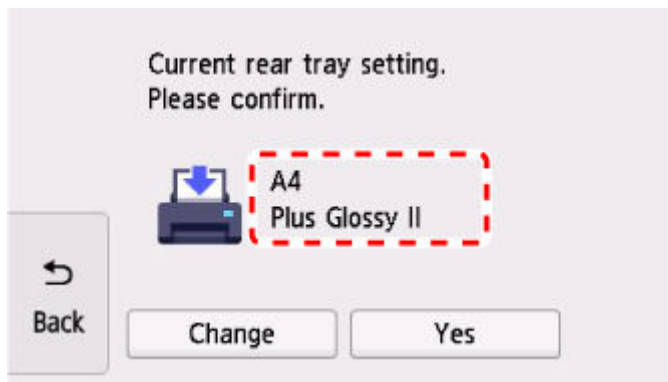 Current rear tray setting.
Please confirm.
A4
Plus Glossy II
Back
Change
Yes